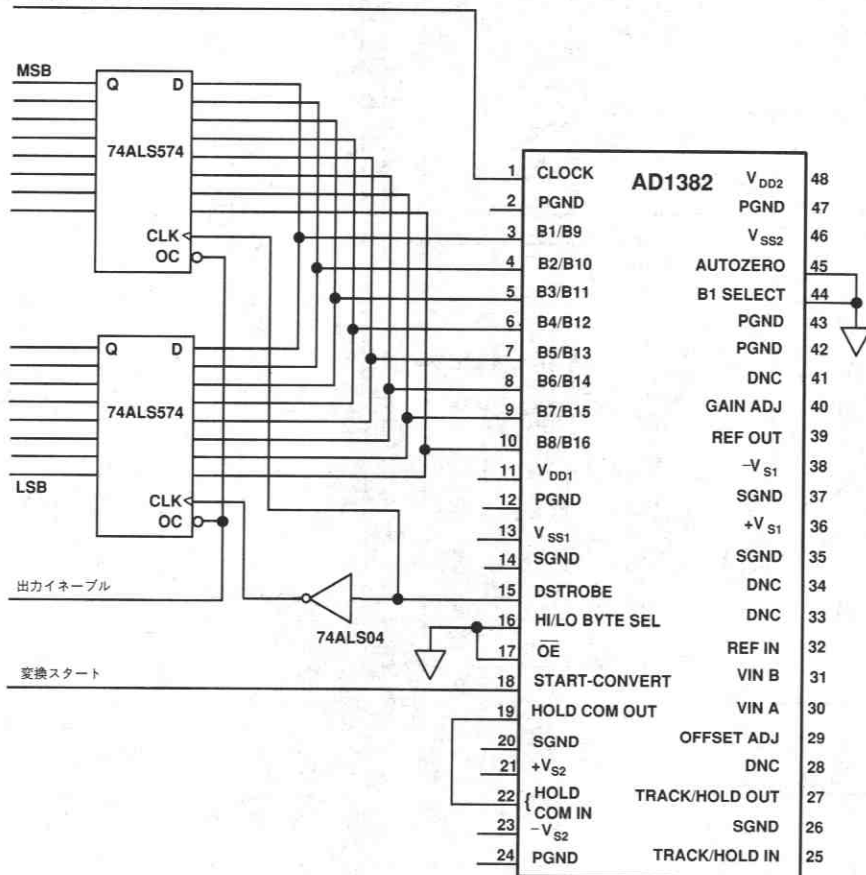 MSB
Q D
74ALS574
CLK
OC
Q D
74ALS574
LSB
CLK
OC
出力イネーブル
74ALS04
変換スタート
AD1382
1 CLOCK
2 PGND
3 B1/B9
4 B2/B10
5 B3/B11
6 B4/B12
7 B5/B13
8 B6/B14
9 B7/B15
10 B8/B16
11 VDD1
12 PGND
13 VSS1
14 SGND
15 DSTROBE
16 HI/LO BYTE SEL
17 OE
18 START-CONVERT
19 HOLD COM OUT
20 SGND
21 +VS2
22 { HOLD
COM IN
23 –VS2
24 PGND
VDD2 48
PGND 47
VSS2 46
AUTOZERO 45
B1 SELECT 44
PGND 43
PGND 42
DNC 41
GAIN ADJ 40
REF OUT 39
–VS1 38
SGND 37
+VS1 36
SGND 35
DNC 34
DNC 33
REF IN 32
VIN B 31
VIN A 30
OFFSET ADJ 29
DNC 28
TRACK/HOLD OUT 27
SGND 26
TRACK/HOLD IN 25